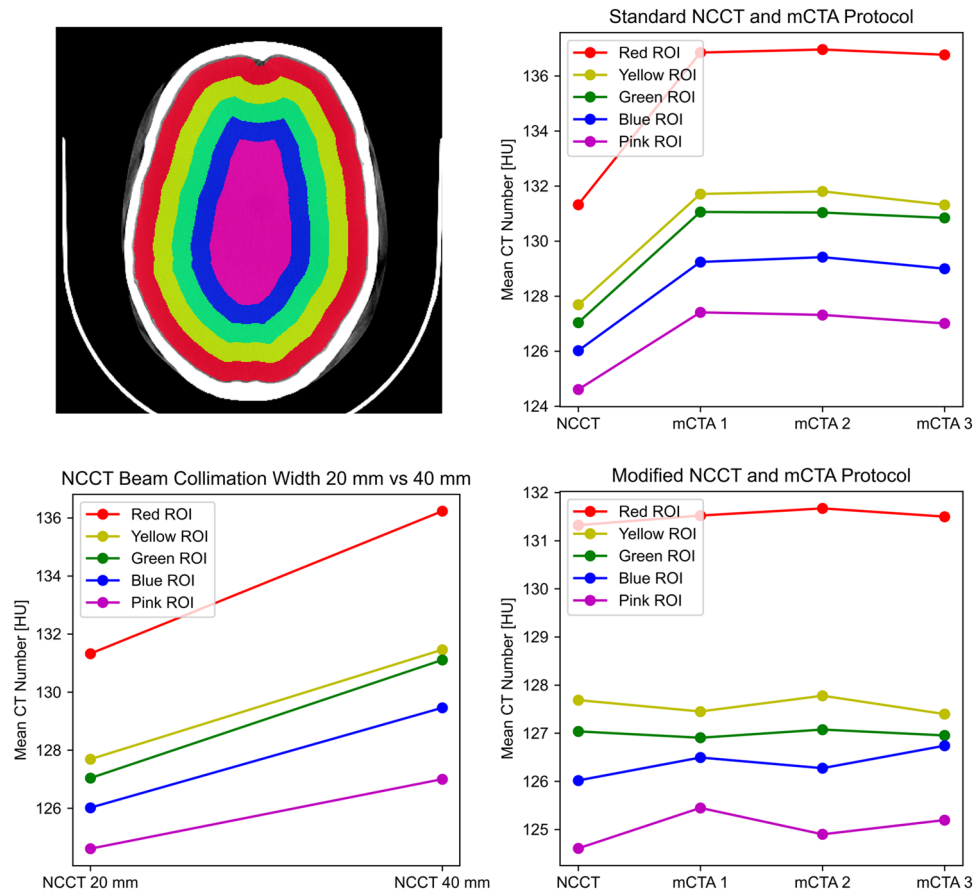 Standard NCCT and mCTA Protocol
Mean CT Number [HU]
136
134
132
130
128
126
124
Red ROI
Yellow ROI
Green ROI
Blue ROI
Pink ROI
NCCT
mCTA 1
mCTA 2
mCTA 3
NCCT Beam Collimation Width 20 mm vs 40 mm
Mean CT Number [HU]
136
134
132
130
128
126
Red ROI
Yellow ROI
Green ROI
Blue ROI
Pink ROI
NCCT 20 mm
NCCT 40 mm
Modified NCCT and mCTA Protocol
Mean CT Number [HU]
132
131
130
129
128
127
126
125
Red ROI
Yellow ROI
Green ROI
Blue ROI
Pink ROI
NCCT
mCTA 1
mCTA 2
mCTA 3